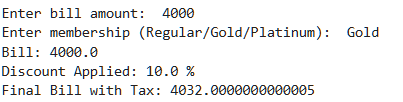 Enter bill amount:  4000
Enter membership (Regular/Gold/Platinum):  Gold
Bill: 4000.0
Discount Applied: 10.0 %
Final Bill with Tax: 4032.0000000000005